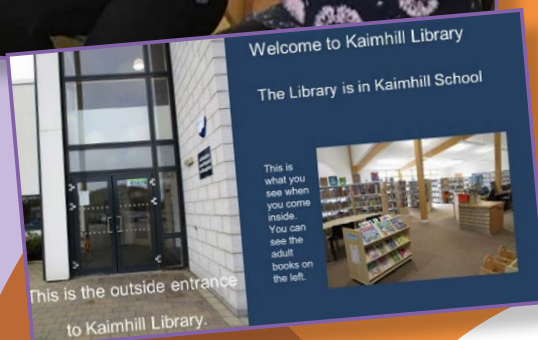 This is the outside entrance
to Kaimhill Library.
Welcome to Kaimhill Library
The Library is in Kaimhill School
This is
what you
see when
you come
inside.
You can
see the
adult
books on
the left.